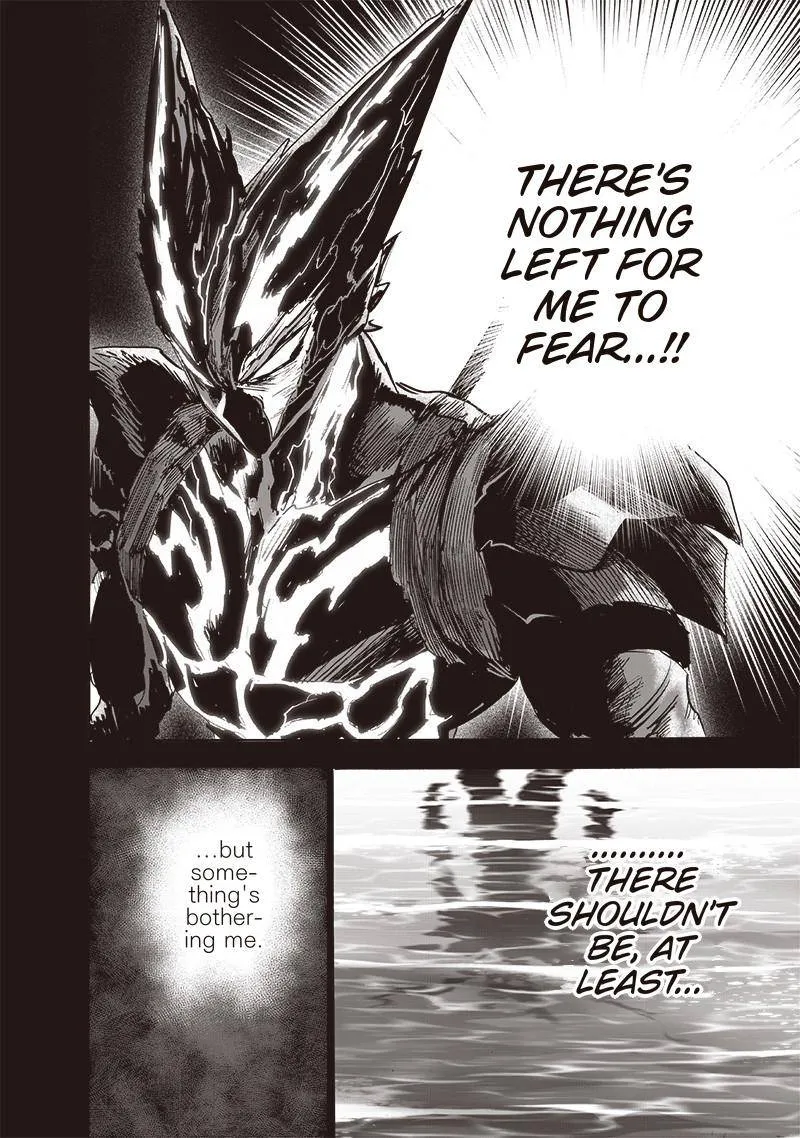 THERE'S
NOTHING
LEFT FOR
ME TO
FEAR...!!
..........
THERE
SHOULDN'T
BE, AT
LEAST...
...but
some-
thing's
bother-
ing me.